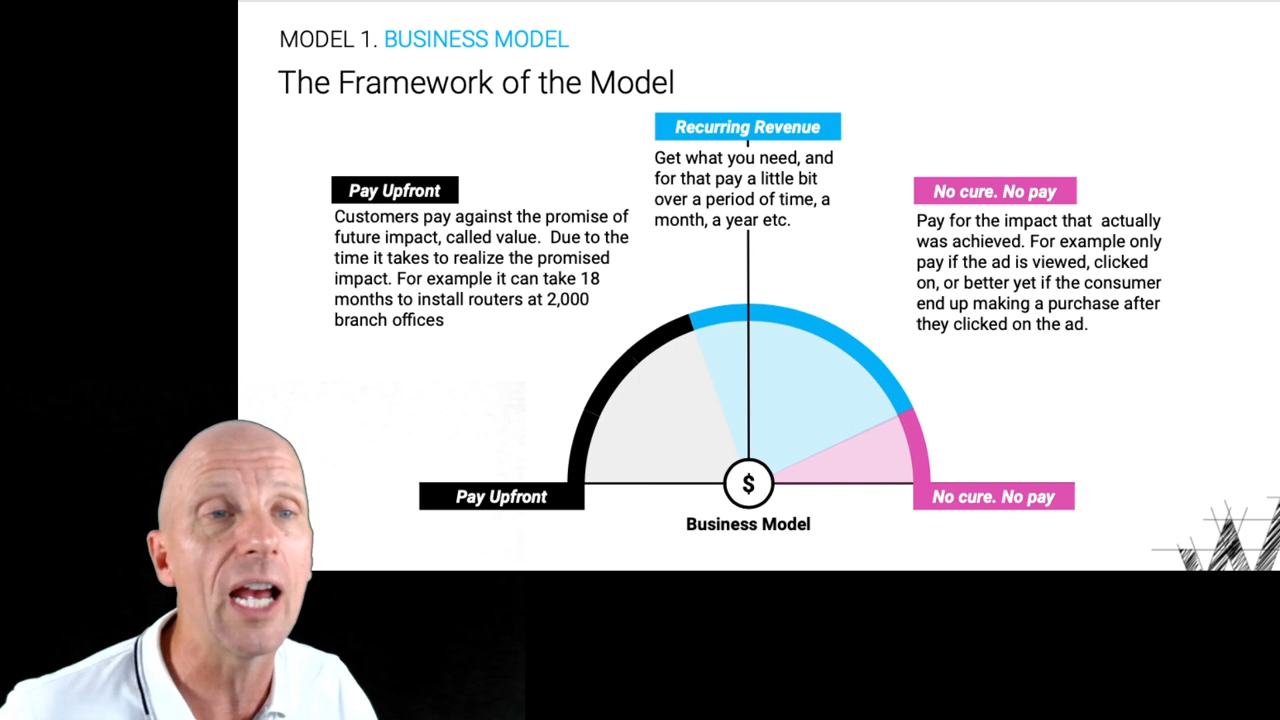 MODEL 1. BUSINESS MODEL
The Framework of the Model
Recurring Revenue
Get what you need, and
for that pay a little bit
over a period of time, a
month, a year etc.
Pay Upfront
Customers pay against the promise of
future impact, called value.  Due to the
time it takes to realize the promised
impact. For example it can take 18
months to install routers at 2,000
branch offices
No cure. No pay
Pay for the impact that  actually
was achieved. For example only
pay if the ad is viewed, clicked
on, or better yet if the consumer
end up making a purchase after
they clicked on the ad.
$
Pay Upfront
No cure. No pay
Business Model
W